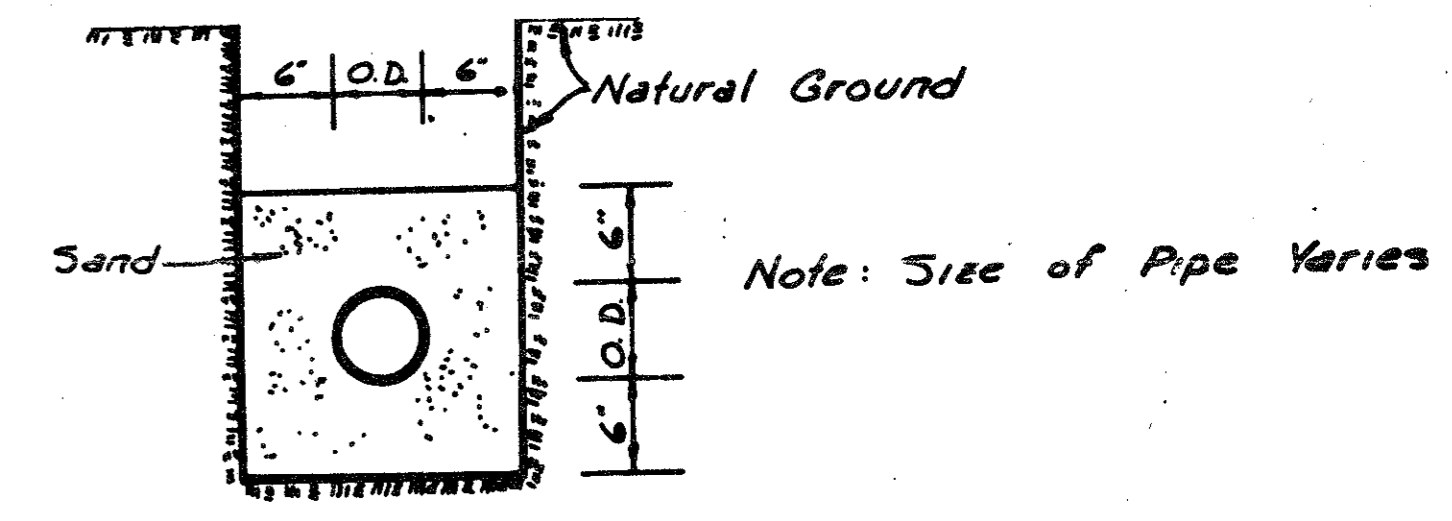 6" O.D. 6"
Natural Ground
6"
Sand
Note: Size of Pipe Varies
O.D.
6"